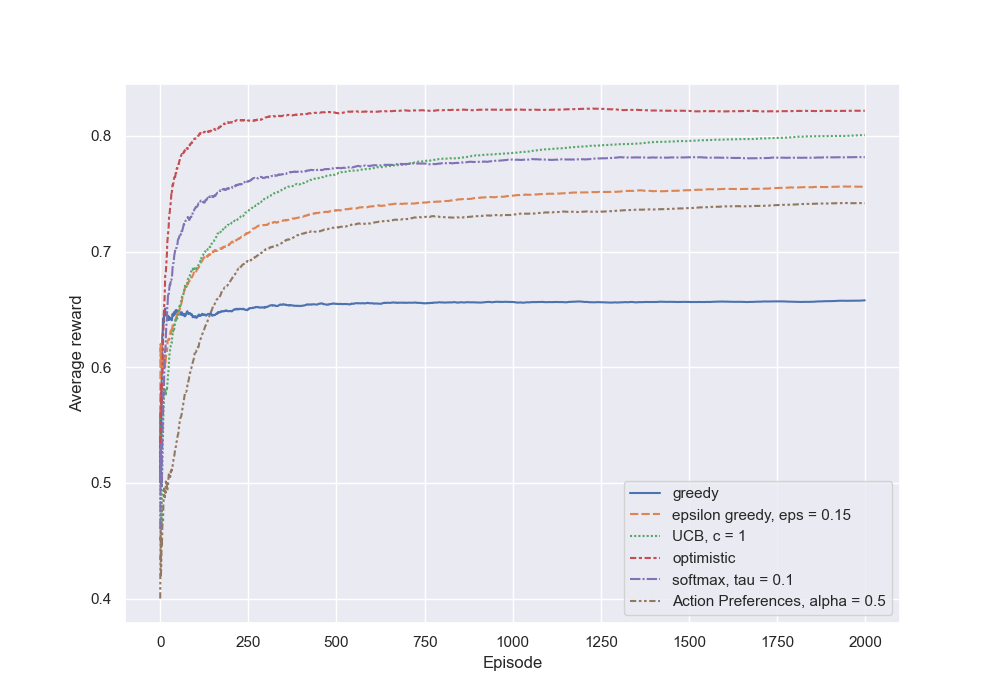 0.8
0.7
0.6
0.5
0.4
Average reward
0 250 500 750 1000 1250 1500 1750 2000
Episode
greedy
epsilon greedy, eps = 0.15
UCB, c = 1
optimistic
softmax, tau = 0.1
Action Preferences, alpha = 0.5